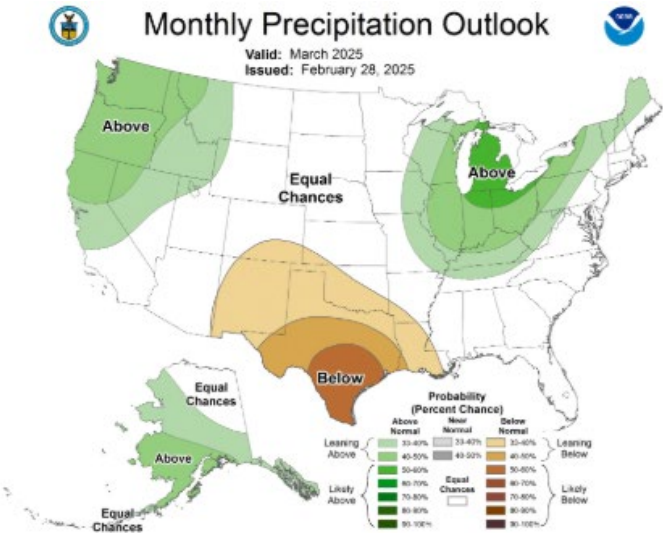 Monthly Precipitation Outlook
Valid: March 2025
Issued: February 28, 2025
Above
Equal
Chances
Above
Below
Equal
Chances
Above
Equal
Chances
Probability
(Percent Chance)
Above
Normal
Near
Normal
Below
Normal
Leaning
Above
33-40%
33-40%
33-40%
Leaning
Below
40-50%
40-50%
40-50%
Likely
Above
50-60%
50-60%
60-70%
60-70%
Equal
Chances
70-80%
70-80%
80-90%
80-90%
90-100%
90-100%
Likely
Below